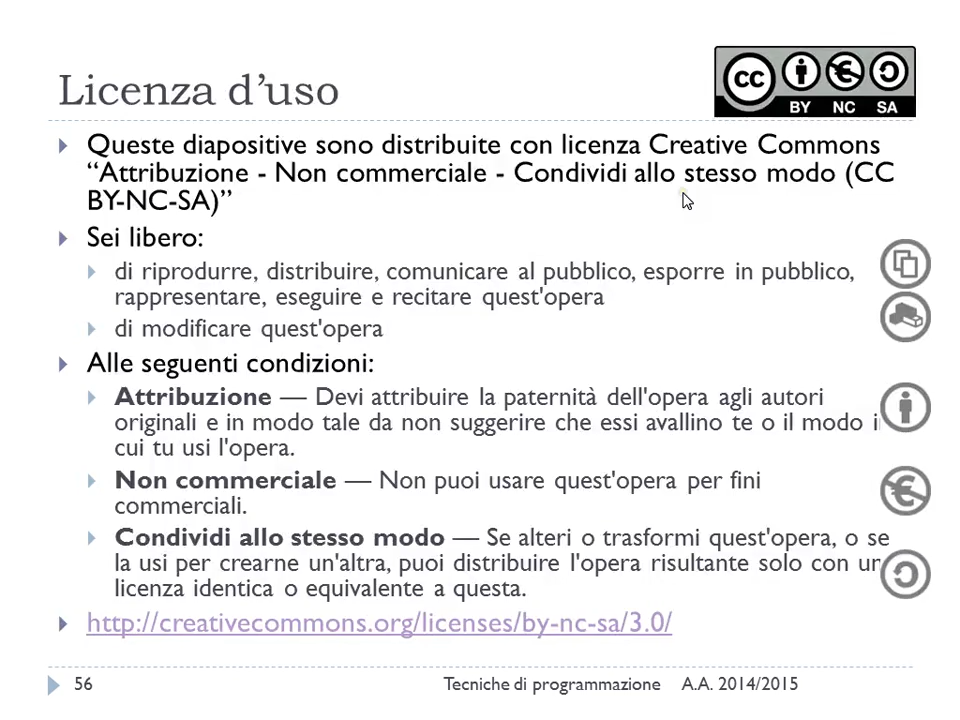 Licenza d’uso
cc
BY NC SA
Queste diapositive sono distribuite con licenza Creative Commons
“Attribuzione - Non commerciale - Condividi allo stesso modo (CC
BY-NC-SA)”
Sei libero:
di riprodurre, distribuire, comunicare al pubblico, esporre in pubblico,
rappresentare, eseguire e recitare quest'opera
di modificare quest'opera
Alle seguenti condizioni:
Attribuzione — Devi attribuire la paternità dell'opera agli autori
originali e in modo tale da non suggerire che essi avallino te o il modo i
cui tu usi l'opera.
Non commerciale — Non puoi usare quest'opera per fini
commerciali.
Condividi allo stesso modo — Se alteri o trasformi quest'opera, o se
la usi per crearne un'altra, puoi distribuire l'opera risultante solo con un
licenza identica o equivalente a questa.
http://creativecommons.org/licenses/by-nc-sa/3.0/
56 Tecniche di programmazione A.A. 2014/2015